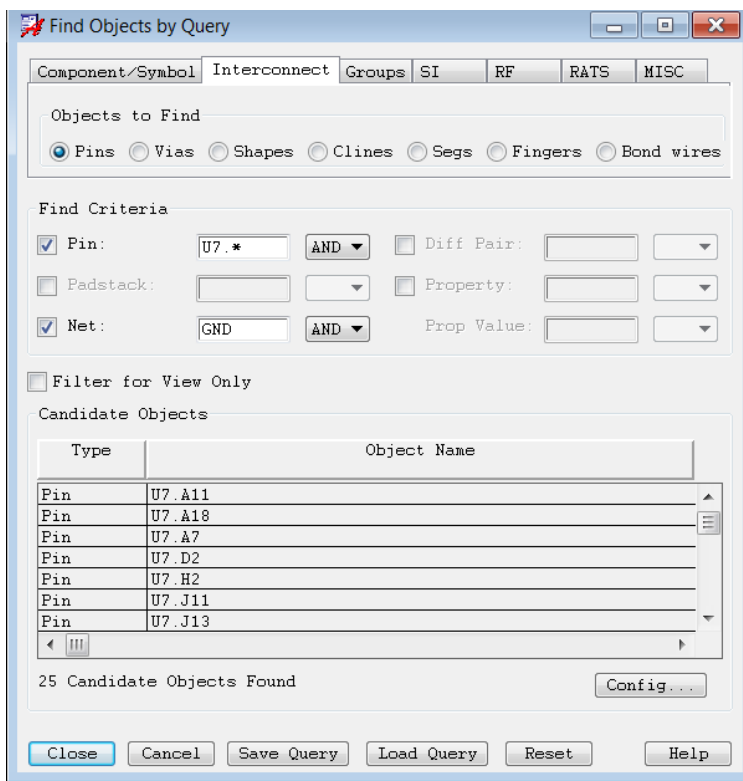 Find Objects by Query
Component/Symbol Interconnect Groups SI RF RATS MISC
Objects to Find
Pins Vias Shapes Clines Segs Fingers Bond wires
Find Criteria
Pin: U7.* AND Diff Pair:
Padstack: Property:
Net: GND AND Prop Value:
Filter for View Only
Candidate Objects
Type Object Name
Pin U7.A11
Pin U7.A18
Pin U7.A7
Pin U7.D2
Pin U7.H2
Pin U7.J11
Pin U7.J13
25 Candidate Objects Found Config...
Close Cancel Save Query Load Query Reset Help